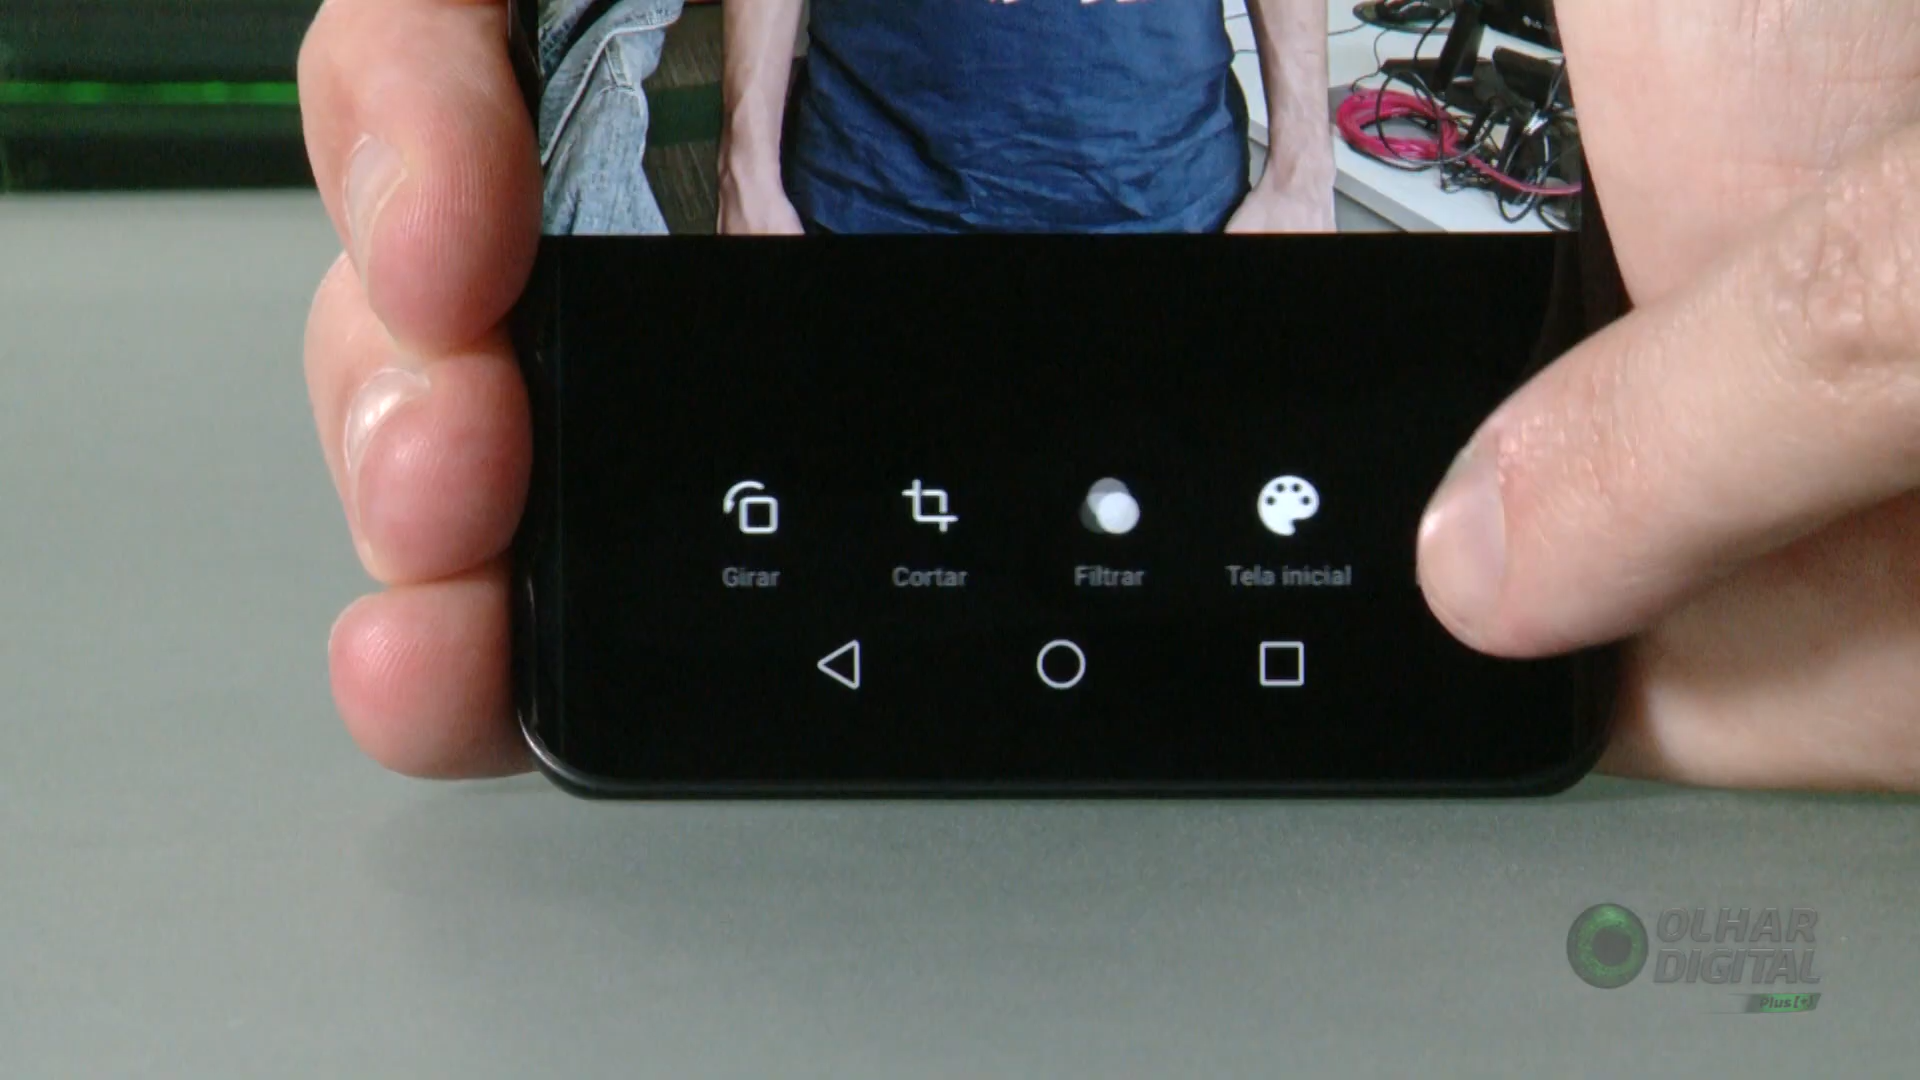 Girar
Cortar
Filtrar
Tela inicial
OLHAR
DIGITAL
Plus[+]